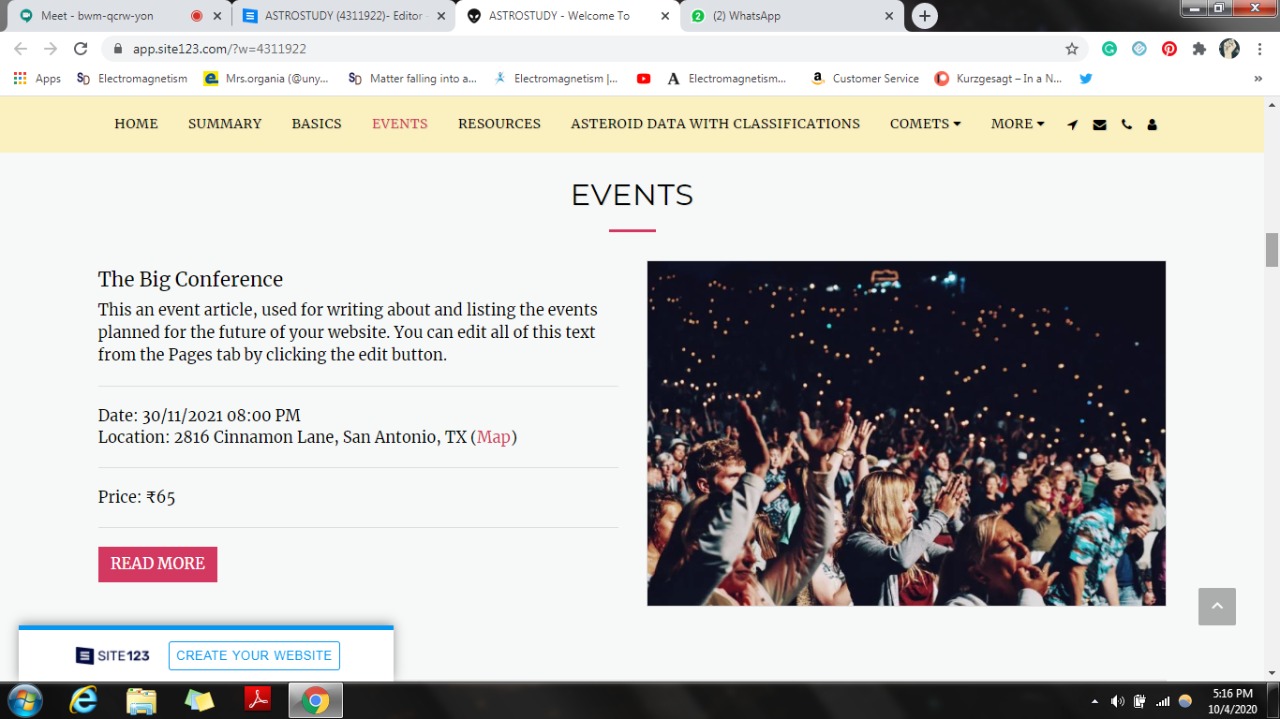 Meet - bwm-qcrw-yon
ASTROSTUDY (4311922)- Editor -
ASTROSTUDY - Welcome To
(2) WhatsApp
app.site123.com/?w=4311922
Apps
Electromagnetism
Mrs.organia (@uny...
Matter falling into a...
Electromagnetism |...
Electromagnetism...
Customer Service
Kurzgesagt – In a N...
»
HOME
SUMMARY
BASICS
EVENTS
RESOURCES
ASTEROID DATA WITH CLASSIFICATIONS
COMETS
MORE
EVENTS
The Big Conference
This an event article, used for writing about and listing the events
planned for the future of your website. You can edit all of this text
from the Pages tab by clicking the edit button.
Date: 30/11/2021 08:00 PM
Location: 2816 Cinnamon Lane, San Antonio, TX (Map)
Price: ₹65
READ MORE
SITE123
CREATE YOUR WEBSITE
5:16 PM
10/4/2020